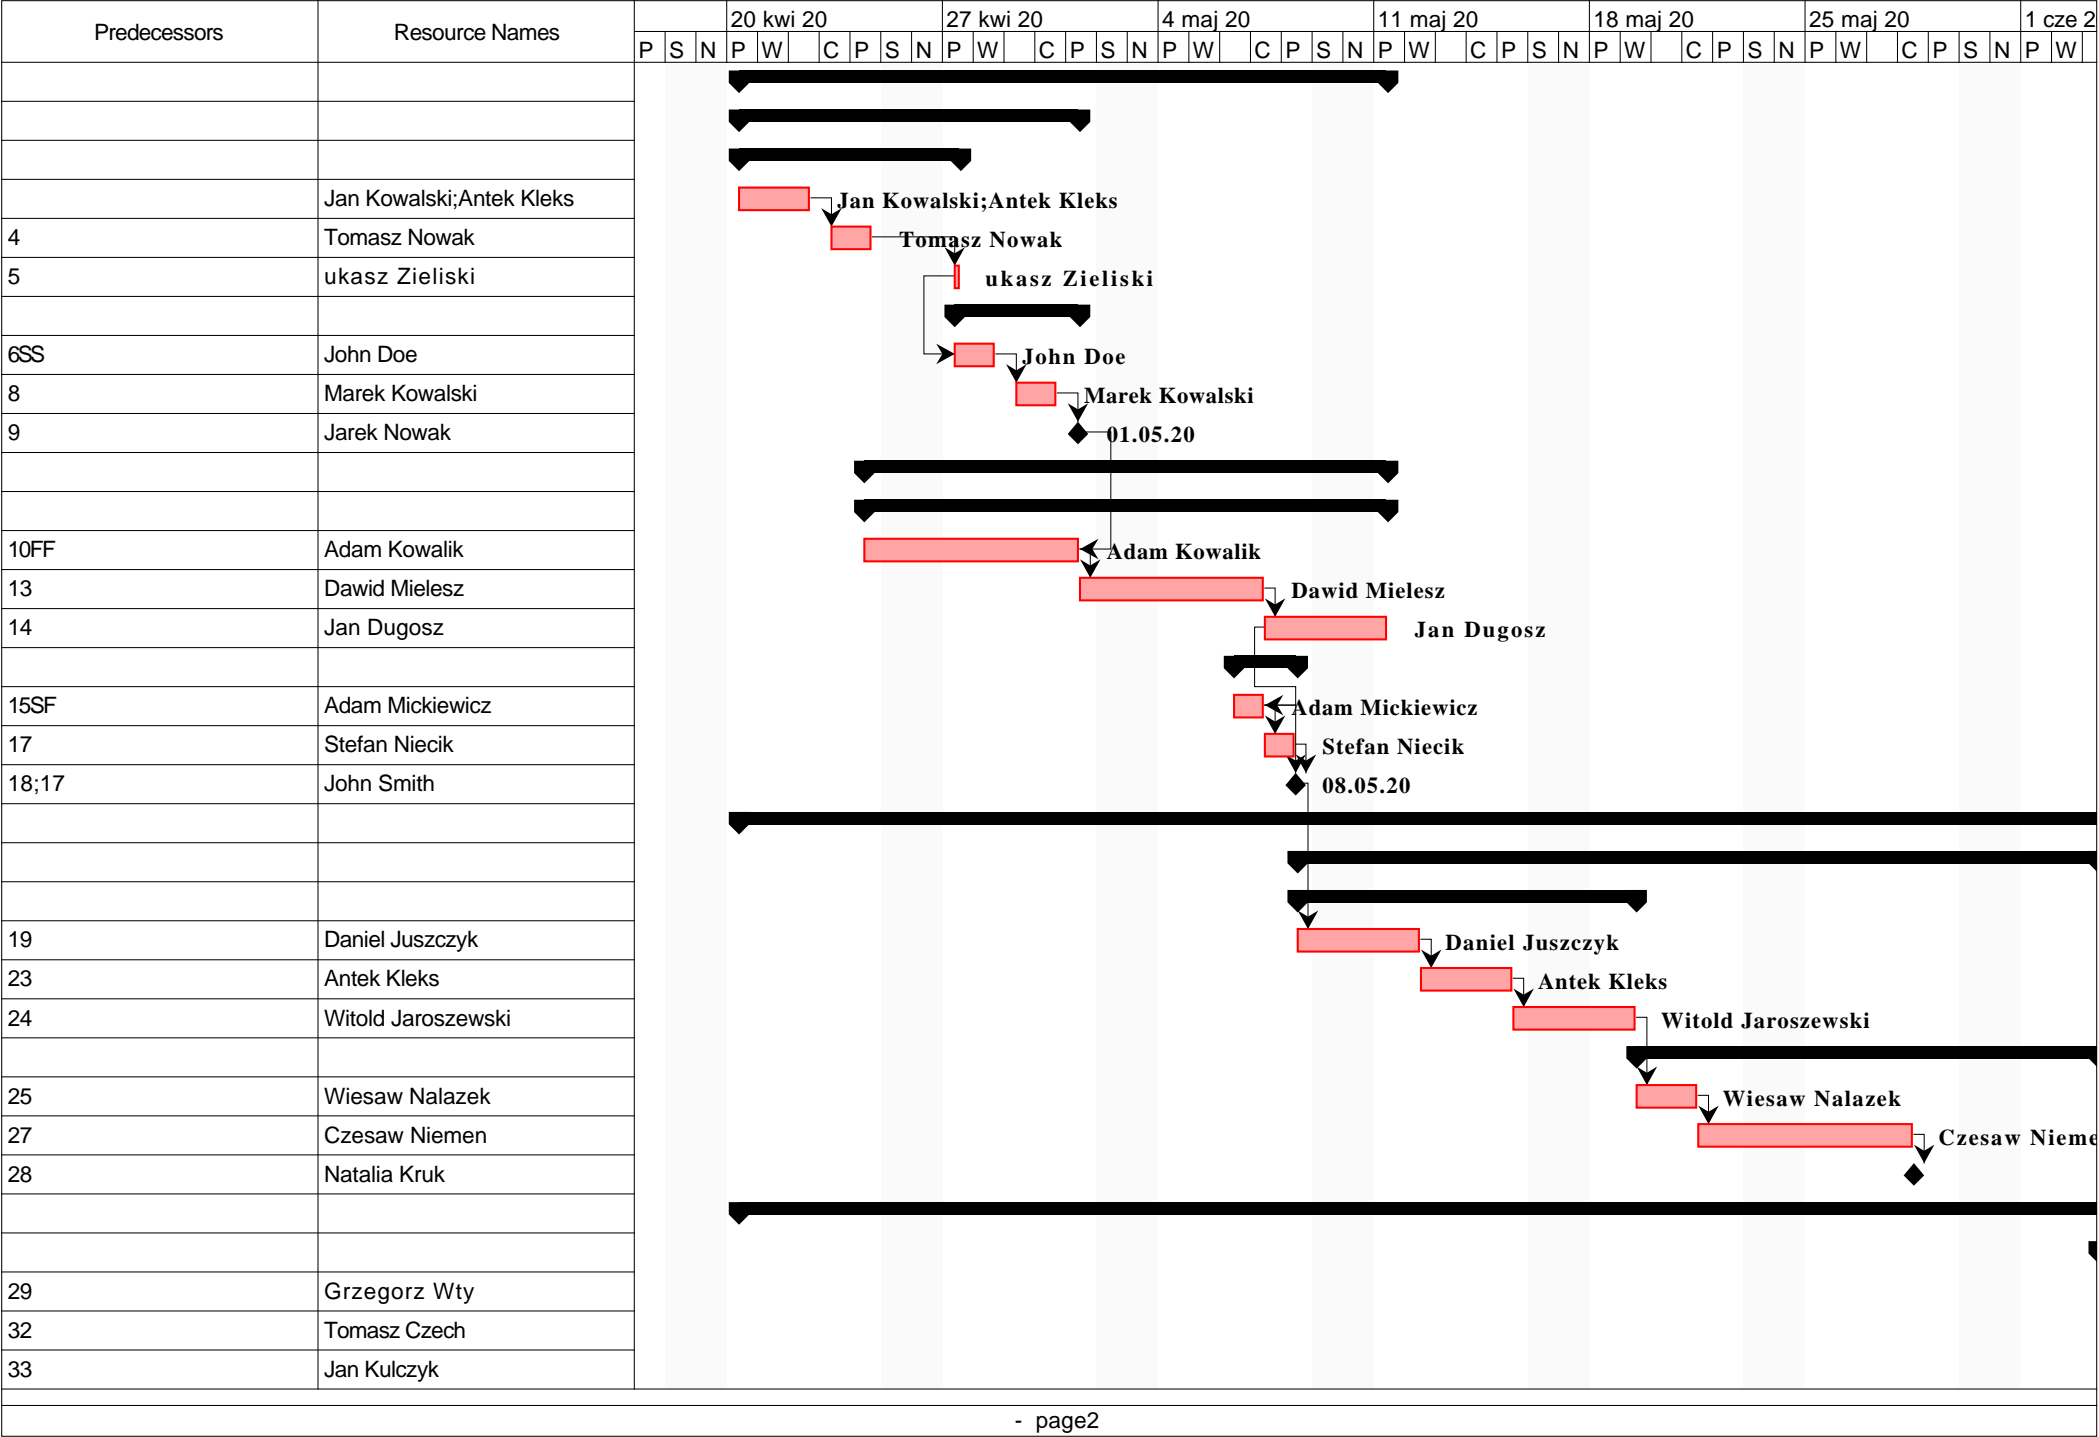 Predecessors Resource Names 20 kwi 20 27 kwi 20 4 maj 20 11 maj 20 18 maj 20 25 maj 20 1 cze 2
P S N P W C P S N P W C P S N P W C P S N P W C P S N P W C P S N P W C P S N P W
Jan Kowalski;Antek Kleks Jan Kowalski;Antek Kleks
4 Tomasz Nowak Tomasz Nowak
5 ukasz Zieliski ukasz Zieliski
6SS John Doe John Doe
8 Marek Kowalski Marek Kowalski
9 Jarek Nowak 01.05.20
10FF Adam Kowalik Adam Kowalik
13 Dawid Mielesz Dawid Mielesz
14 Jan Dugosz Jan Dugosz
15SF Adam Mickiewicz Adam Mickiewicz
17 Stefan Niecik Stefan Niecik
18;17 John Smith 08.05.20
19 Daniel Juszczyk Daniel Juszczyk
23 Antek Kleks Antek Kleks
24 Witold Jaroszewski Witold Jaroszewski
25 Wiesaw Nalazek Wiesaw Nalazek
27 Czesaw Niemen Czesaw Nieme
28 Natalia Kruk
29 Grzegorz Wty
32 Tomasz Czech
33 Jan Kulczyk
- page2